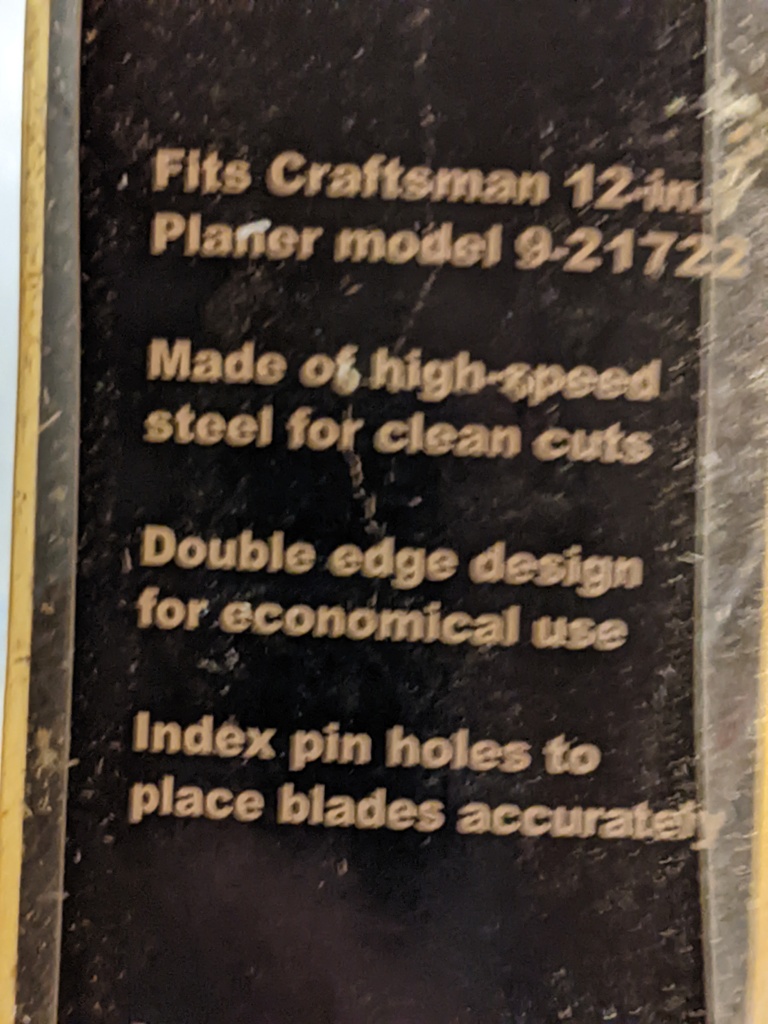 Fits Craftsman 12-in.
Planer model 9-21722
Made of high-speed
steel for clean cuts
Double edge design
for economical use
Index pin holes to
place blades accurately